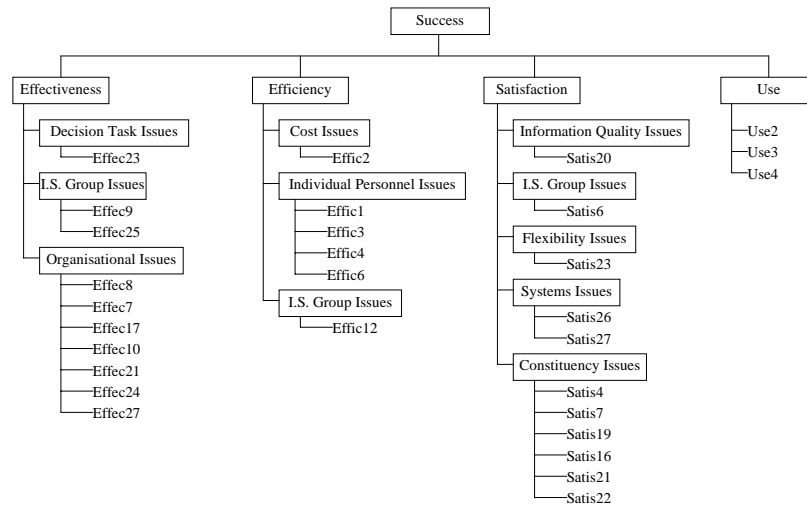 Success
Effectiveness
Decision Task Issues
Effec23
I.S. Group Issues
Effec9
Effec25
Organisational Issues
Effec8
Effec7
Effec17
Effec10
Effec21
Effec24
Effec27
Efficiency
Cost Issues
Effic2
Individual Personnel Issues
Effic1
Effic3
Effic4
Effic6
I.S. Group Issues
Effic12
Satisfaction
Information Quality Issues
Satis20
I.S. Group Issues
Satis6
Flexibility Issues
Satis23
Systems Issues
Satis26
Satis27
Constituency Issues
Satis4
Satis7
Satis19
Satis16
Satis21
Satis22
Use
Use2
Use3
Use4